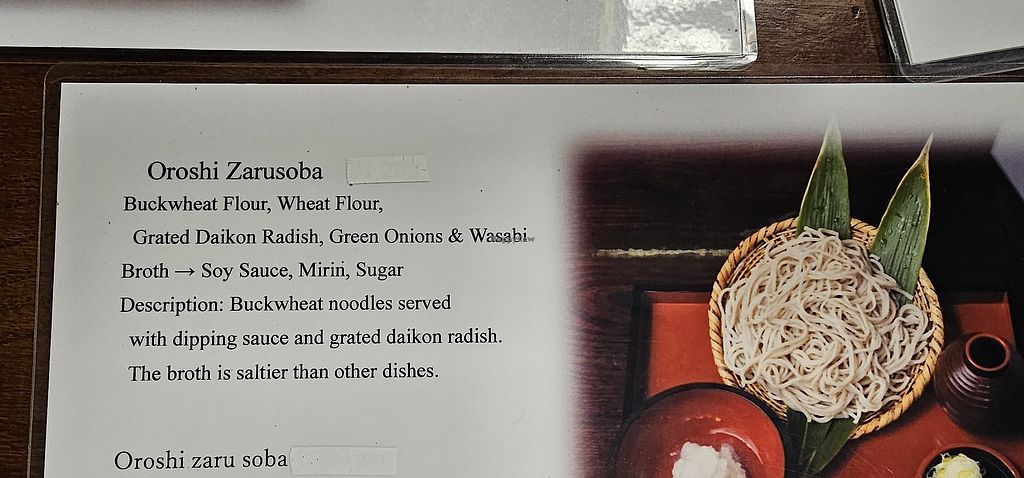 Oroshi Zarusoba
Buckwheat Flour, Wheat Flour,
Grated Daikon Radish, Green Onions & Wasabi
Broth → Soy Sauce, Mirin, Sugar
Description: Buckwheat noodles served
with dipping sauce and grated daikon radish.
The broth is saltier than other dishes.
Oroshi zaru soba